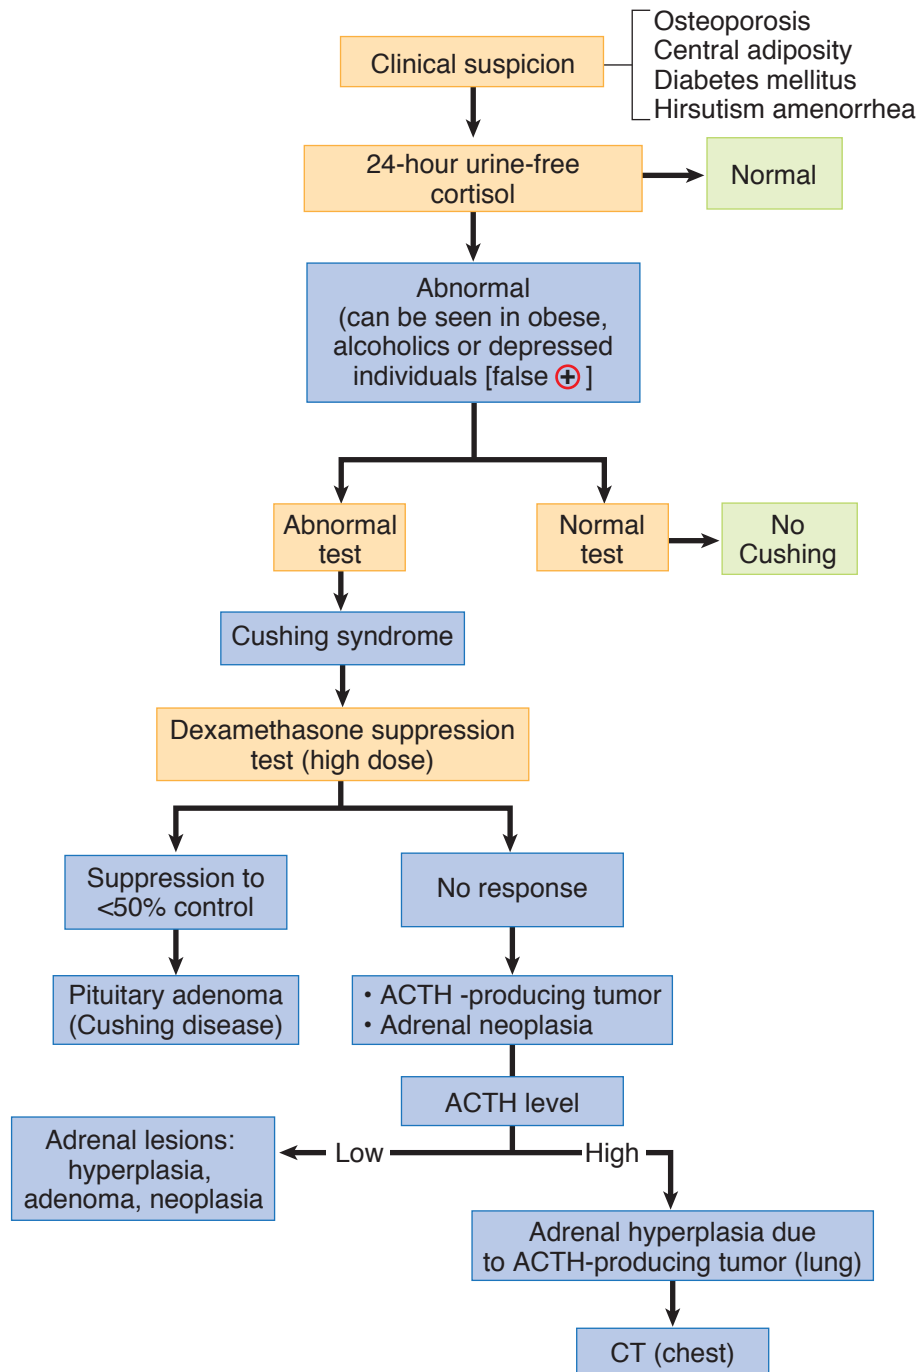 Clinical suspicion
Osteoporosis
Central adiposity
Diabetes mellitus
Hirsutism amenorrhea
24-hour urine-free
cortisol
Normal
Abnormal
(can be seen in obese,
alcoholics or depressed
individuals [false ⊕ ]
Abnormal
test
Normal
test
No
Cushing
Cushing syndrome
Dexamethasone suppression
test (high dose)
Suppression to
<50% control
No response
Pituitary adenoma
(Cushing disease)
• ACTH -producing tumor
• Adrenal neoplasia
ACTH level
Low
High
Adrenal lesions:
hyperplasia,
adenoma, neoplasia
Adrenal hyperplasia due
to ACTH-producing tumor (lung)
CT (chest)